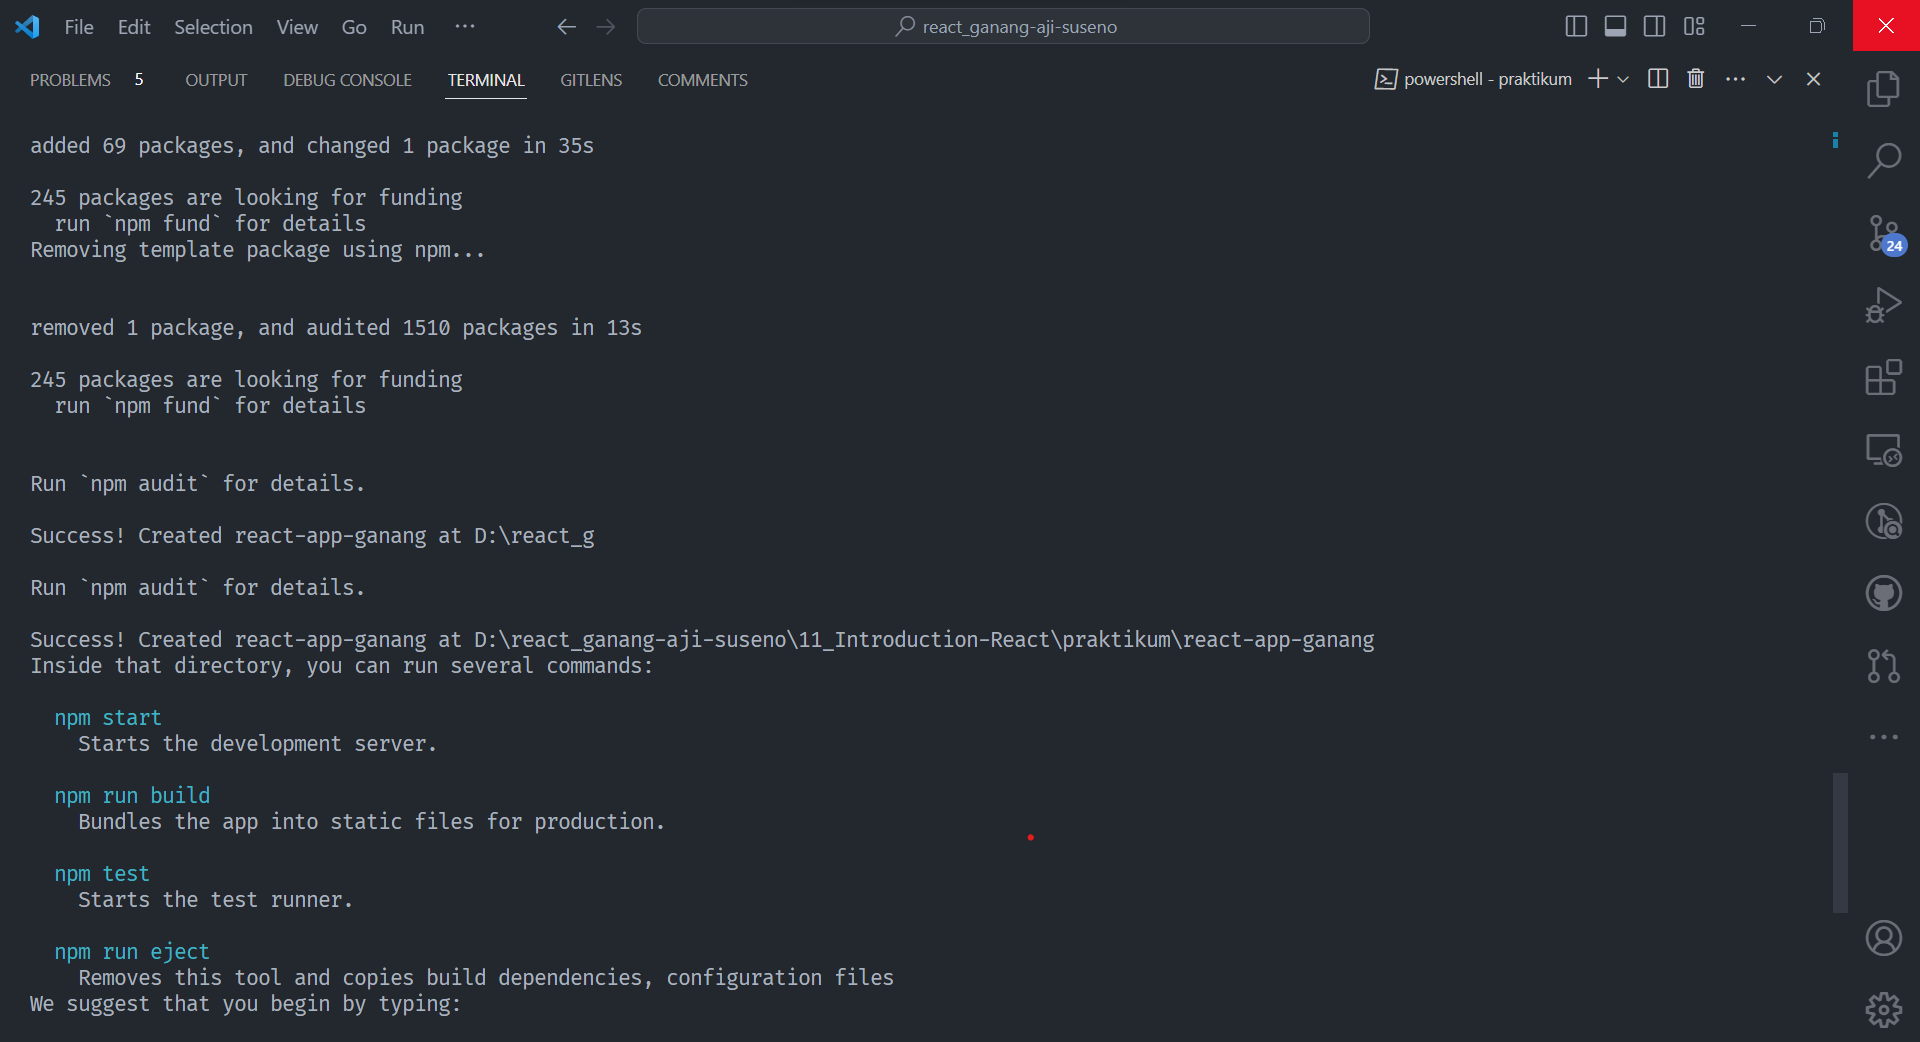 File Edit Selection View Go Run ···
react_ganang-aji-suseno
PROBLEMS 5 OUTPUT DEBUG CONSOLE TERMINAL GITLENS COMMENTS
powershell - praktikum
added 69 packages, and changed 1 package in 35s
245 packages are looking for funding
run `npm fund` for details
Removing template package using npm...
removed 1 package, and audited 1510 packages in 13s
245 packages are looking for funding
run `npm fund` for details
Run `npm audit` for details.
Success! Created react-app-ganang at D:\react_g
Run `npm audit` for details.
Success! Created react-app-ganang at D:\react_ganang-aji-suseno\11_Introduction-React\praktikum\react-app-ganang
Inside that directory, you can run several commands:
npm start
Starts the development server.
npm run build
Bundles the app into static files for production.
npm test
Starts the test runner.
npm run eject
Removes this tool and copies build dependencies, configuration files
We suggest that you begin by typing:
24